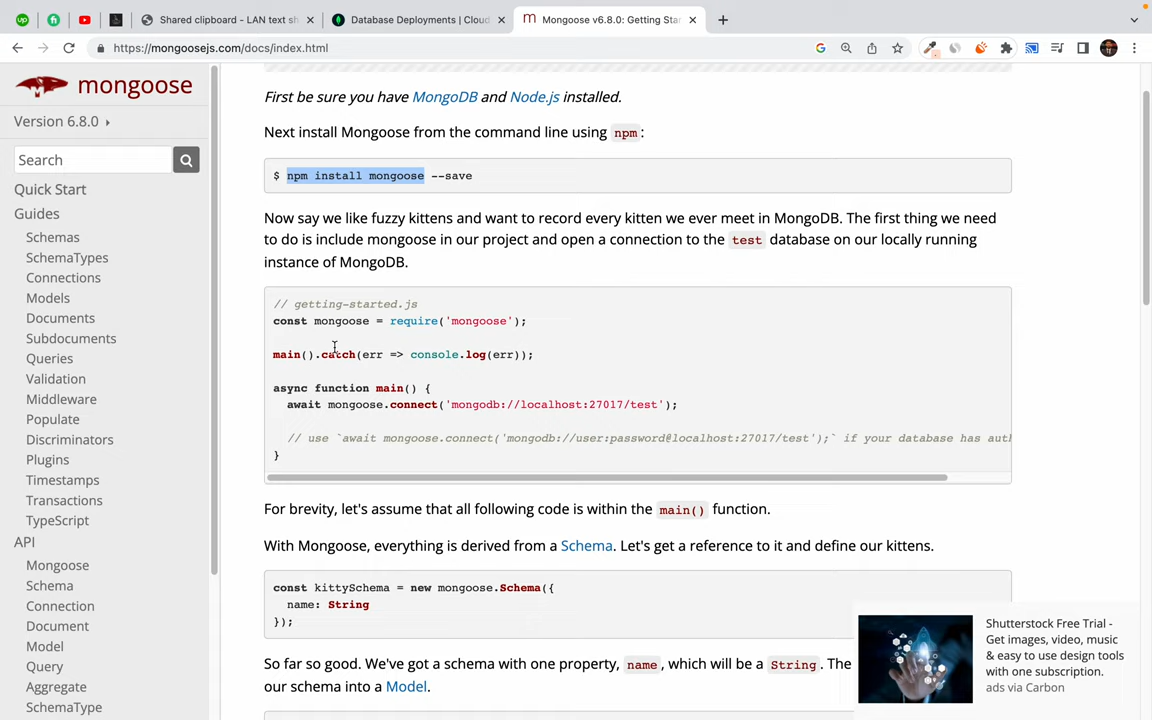 Shared clipboard - LAN text sh
Database Deployments | Cloud
Mongoose v6.8.0: Getting Star
https://mongoosejs.com/docs/index.html
mongoose
Version 6.8.0
Search
Quick Start
Guides
Schemas
SchemaTypes
Connections
Models
Documents
Subdocuments
Queries
Validation
Middleware
Populate
Discriminators
Plugins
Timestamps
Transactions
TypeScript
API
Mongoose
Schema
Connection
Document
Model
Query
Aggregate
SchemaType
First be sure you have MongoDB and Node.js installed.
Next install Mongoose from the command line using npm:
$ npm install mongoose --save
Now say we like fuzzy kittens and want to record every kitten we ever meet in MongoDB. The first thing we need
to do is include mongoose in our project and open a connection to the test database on our locally running
instance of MongoDB.
// getting-started.js
const mongoose = require('mongoose');
main().catch(err => console.log(err));
async function main() {
await mongoose.connect('mongodb://localhost:27017/test');
// use `await mongoose.connect('mongodb://user:password@localhost:27017/test');` if your database has aut
}
For brevity, let's assume that all following code is within the main() function.
With Mongoose, everything is derived from a Schema. Let's get a reference to it and define our kittens.
const kittySchema = new mongoose.Schema({
name: String
});
So far so good. We've got a schema with one property, name, which will be a String. The
our schema into a Model.
Shutterstock Free Trial -
Get images, video, music
& easy to use design tools
with one subscription.
ads via Carbon